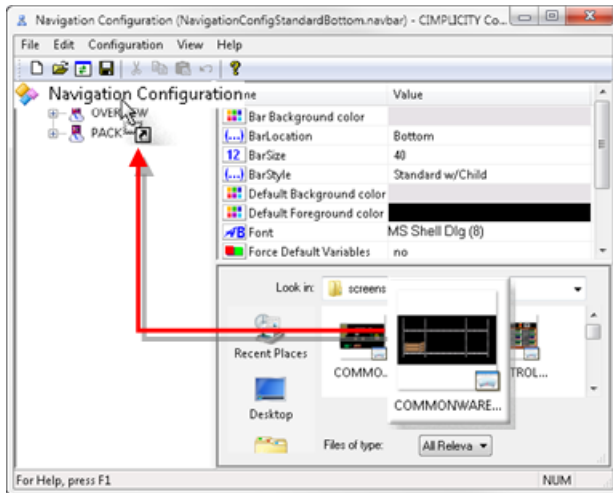 Navigation Configuration (NavigationConfigStandardBottom.navbar) - CIMPLICITY Co...
File Edit Configuration View Help
Navigation Configuration
OVERVIEW
PACK
ne Value
Bar Background color
(...) BarLocation Bottom
12 BarSize 40
(...) BarStyle Standard w/Child
Default Background color
Default Foreground color
AB Font MS Shell Dlg (8)
Force Default Variables no
Look in: screens
Recent Places
Desktop
COMMO...
COMMONWARE...
TROL...
Files of type: All Releva
For Help, press F1 NUM